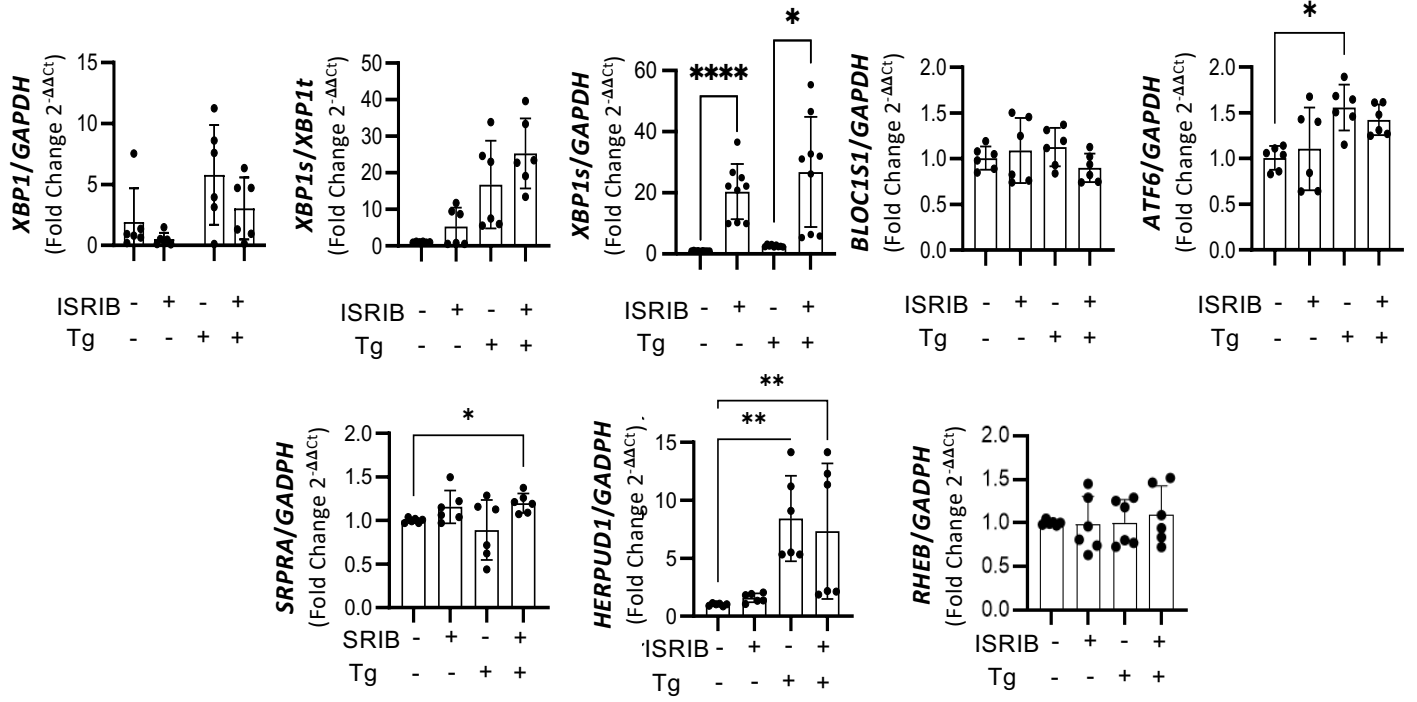 XBP1/GAPDH
(Fold Change 2-ΔΔCt)
15
10
5
0
ISRIB - + - +
Tg - - + +
XBP1s/XBP1t
(Fold Change 2-ΔΔCt)
50
40
30
20
10
0
ISRIB - + - +
Tg - - + +
XBP1s/GAPDH
(Fold Change 2-ΔΔCt)
60
40
20
0
****
*
ISRIB - + - +
Tg - - + +
BLOC1S1/GAPDH
(Fold Change 2-ΔΔCt)
2.0
1.5
1.0
0.5
0.0
ISRIB - + - +
Tg - - + +
ATF6/GAPDH
(Fold Change 2-ΔΔCt)
2.0
1.5
1.0
0.5
0.0
*
ISRIB - + - +
Tg - - + +
SRPRA/GADPH
(Fold Change 2-ΔΔCt)
2.0
1.5
1.0
0.5
0.0
*
SRIB - + - +
Tg - - + +
HERPUD1/GADPH
(Fold Change 2-ΔΔCt)
15
10
5
0
**
**
ISRIB - + - +
Tg - - + +
RHEB/GADPH
(Fold Change 2-ΔΔCt)
2.0
1.5
1.0
0.5
0.0
ISRIB - + - +
Tg - - + +